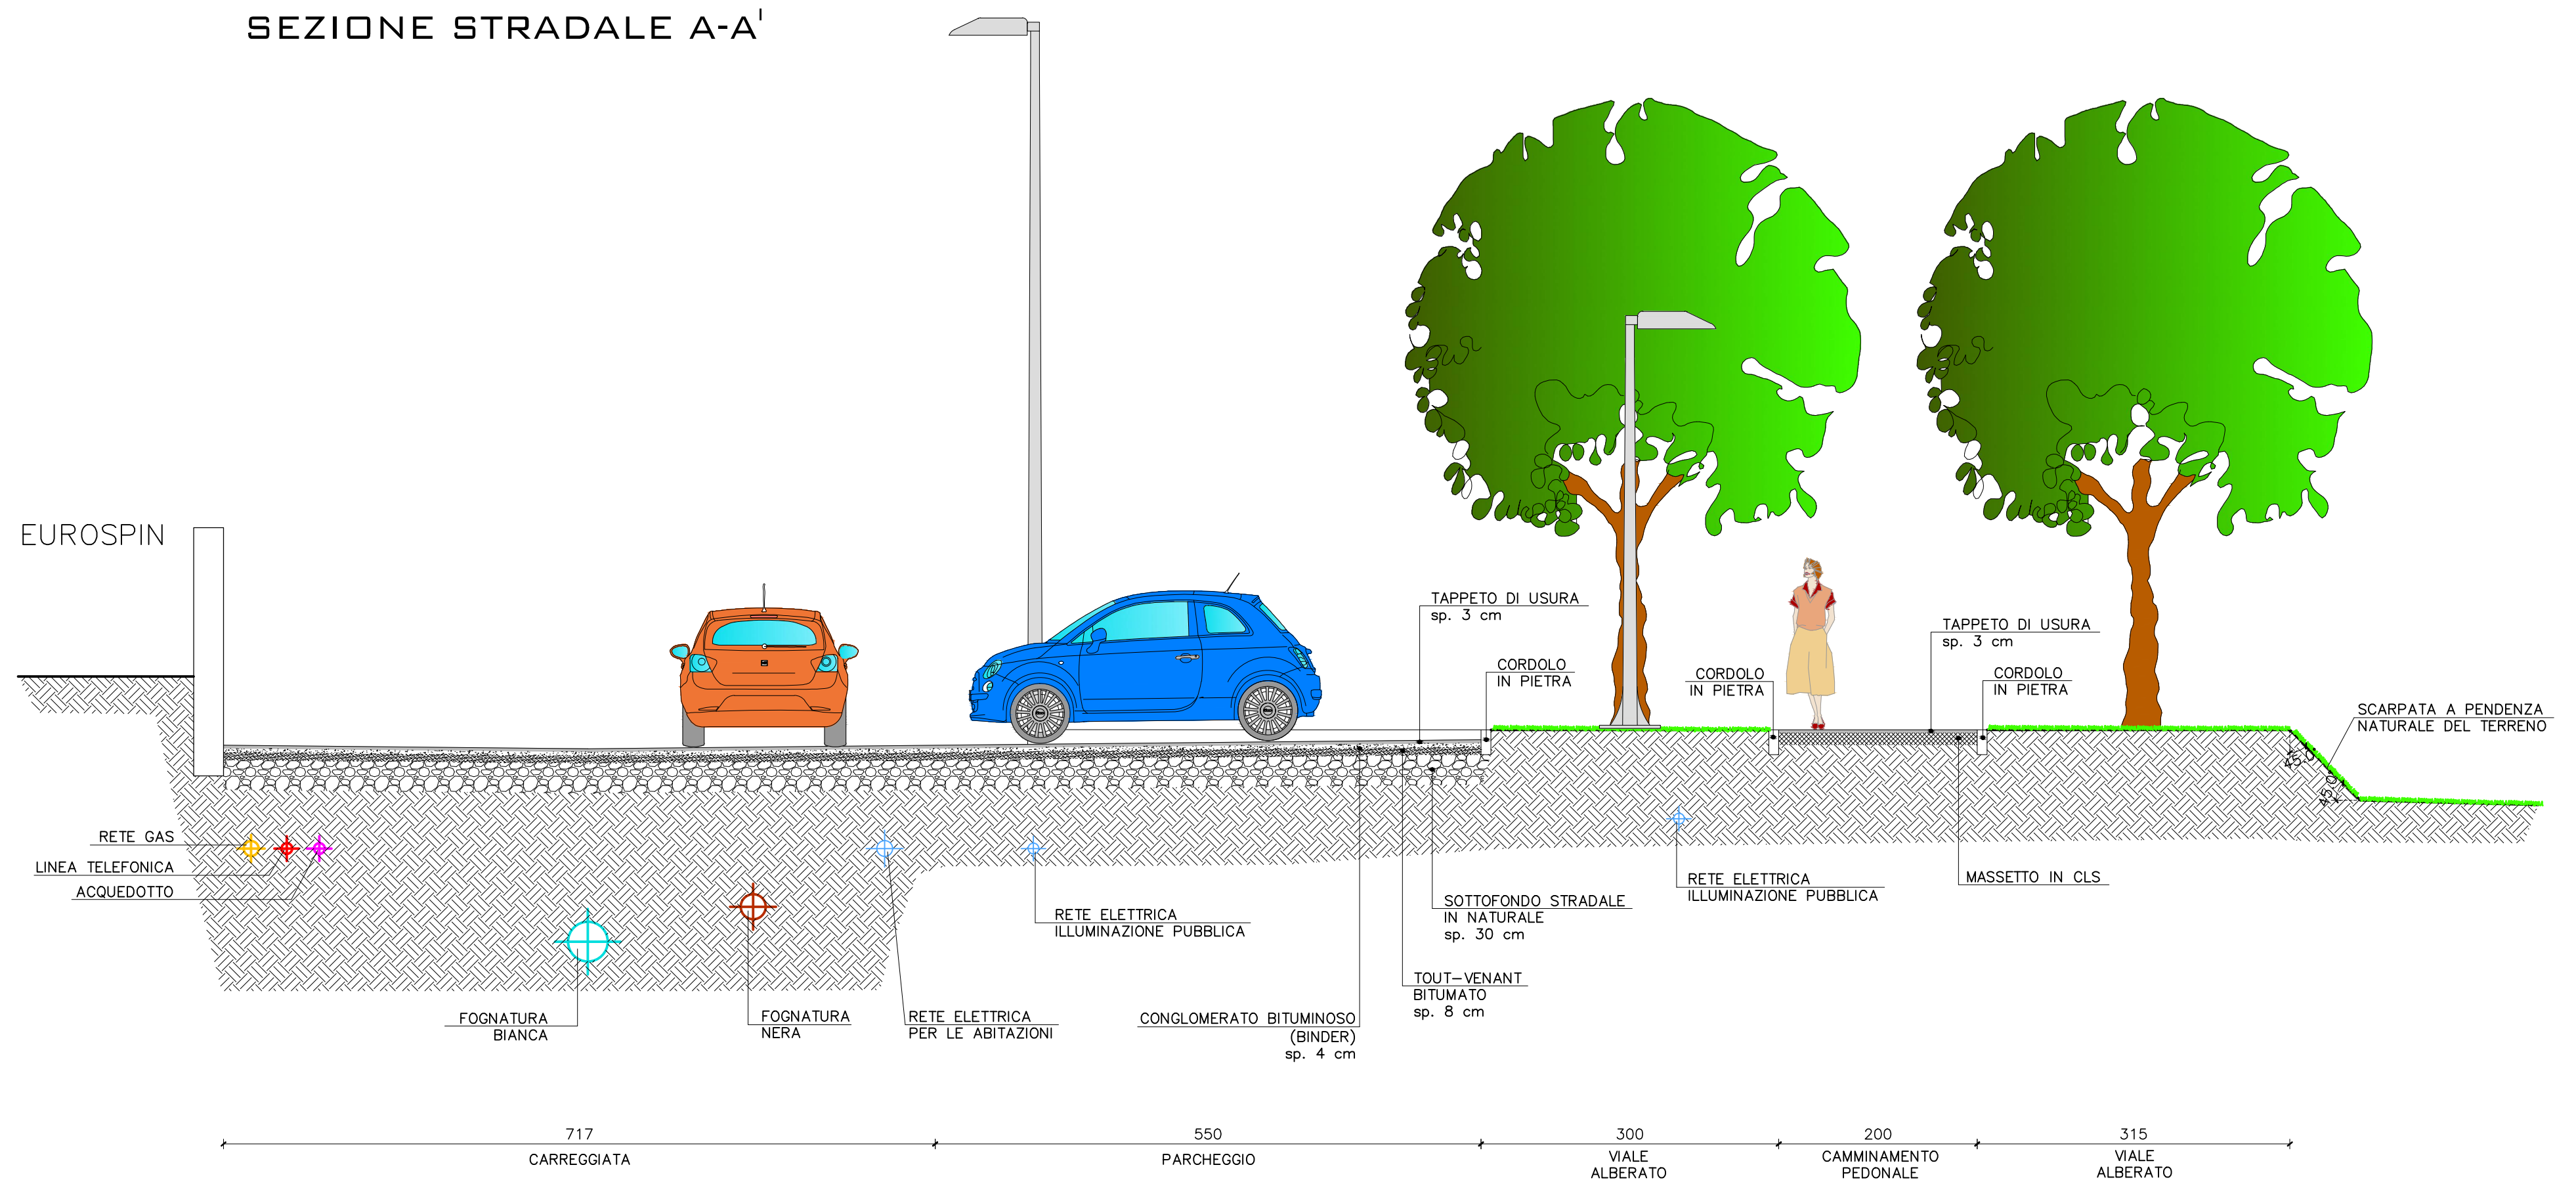 SEZIONE STRADALE A-A'
EUROSPIN
TAPPETO DI USURA
sp. 3 cm
CORDOLO
IN PIETRA
CORDOLO
IN PIETRA
TAPPETO DI USURA
sp. 3 cm
CORDOLO
IN PIETRA
SCARPATA A PENDENZA
NATURALE DEL TERRENO
45.0°
45.0°
RETE GAS
LINEA TELEFONICA
ACQUEDOTTO
FOGNATURA
BIANCA
FOGNATURA
NERA
RETE ELETTRICA
PER LE ABITAZIONI
RETE ELETTRICA
ILLUMINAZIONE PUBBLICA
CONGLOMERATO BITUMINOSO
(BINDER)
sp. 4 cm
TOUT-VENANT
BITUMATO
sp. 8 cm
SOTTOFONDO STRADALE
IN NATURALE
sp. 30 cm
RETE ELETTRICA
ILLUMINAZIONE PUBBLICA
MASSETTO IN CLS
717
CARREGGIATA
550
PARCHEGGIO
300
VIALE
ALBERATO
200
CAMMINAMENTO
PEDONALE
315
VIALE
ALBERATO